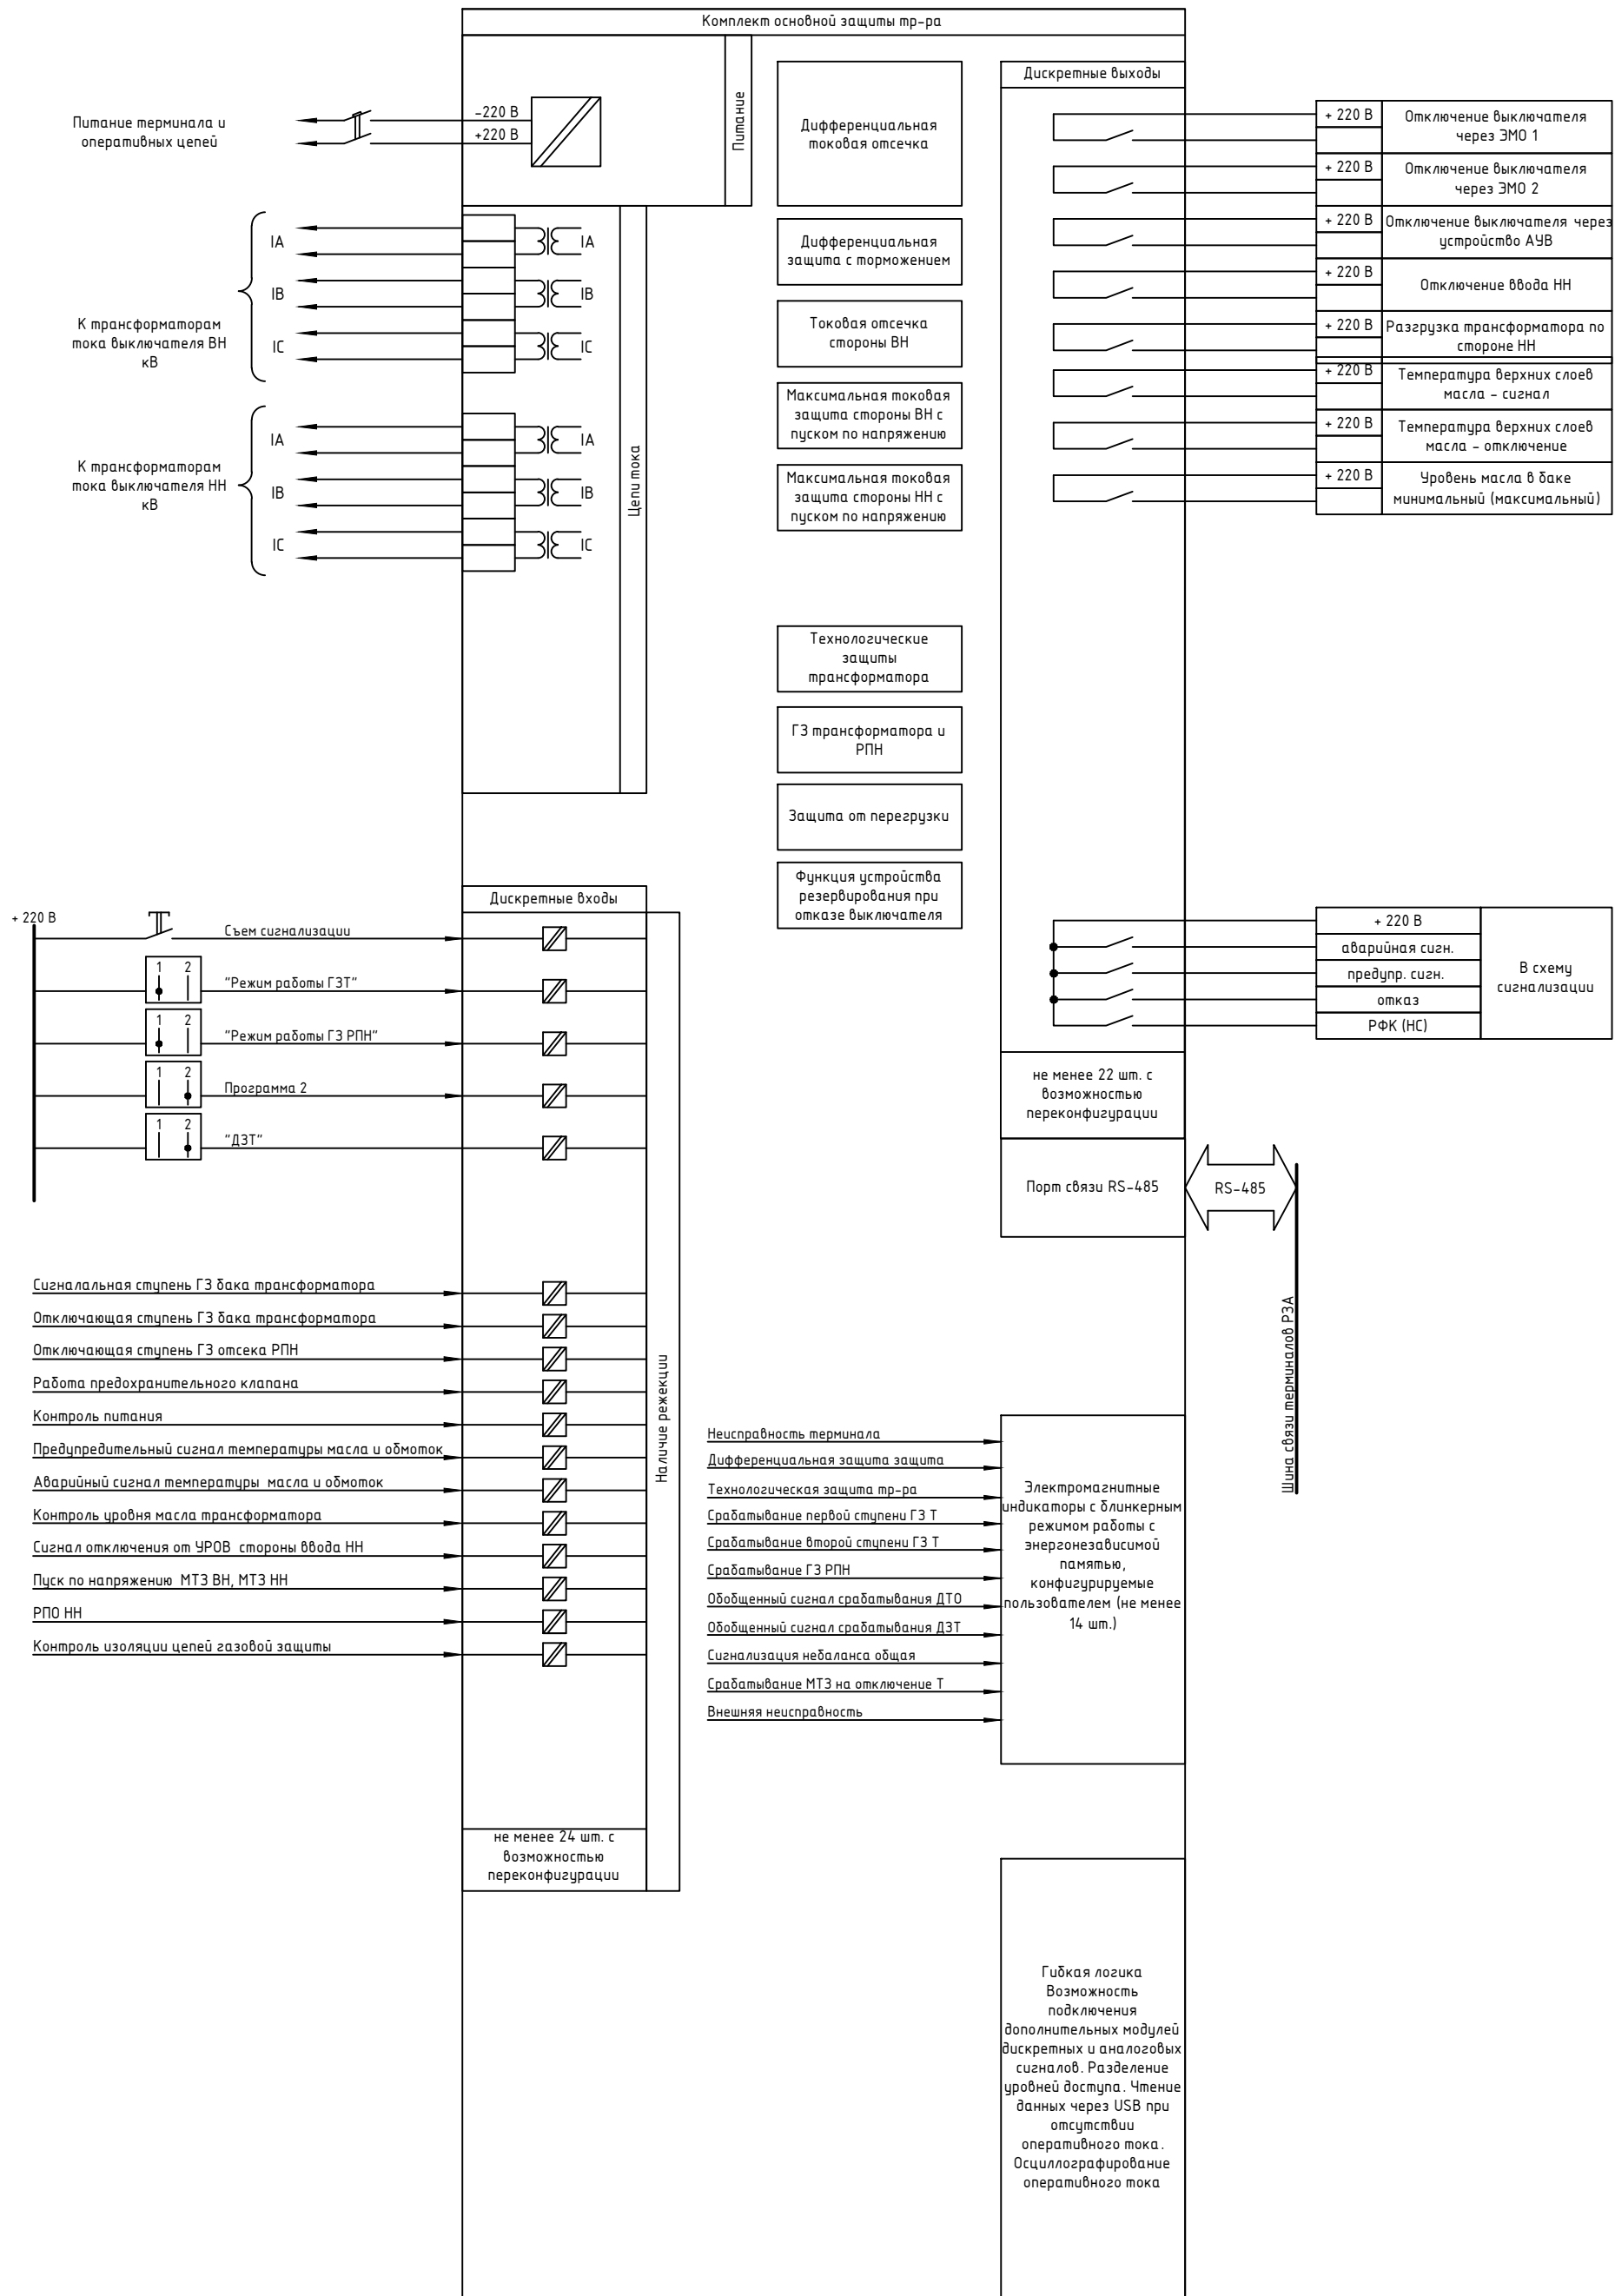 Комплект основной защиты тр-ра
Питание терминала и
оперативных цепей
-220 В
+220 В
Питание
К трансформаторам
тока выключателя ВН
кВ
IA
IB
IC
IA
IB
IC
К трансформаторам
тока выключателя НН
кВ
IA
IB
IC
IA
IB
IC
Цепи тока
Дифференциальная
токовая отсечка
Дифференциальная
защита с торможением
Токовая отсечка
стороны ВН
Максимальная токовая
защита стороны ВН с
пуском по напряжению
Максимальная токовая
защита стороны НН с
пуском по напряжению
Технологические
защиты
трансформатора
ГЗ трансформатора и
РПН
Защита от перегрузки
Функция устройства
резервирования при
отказе выключателя
Дискретные выходы
+ 220 В
Отключение выключателя
через ЭМО 1
+ 220 В
Отключение выключателя
через ЭМО 2
+ 220 В
Отключение выключателя через
устройство АУВ
+ 220 В
Отключение ввода НН
+ 220 В
Разгрузка трансформатора по
стороне НН
+ 220 В
Температура верхних слоев
масла - сигнал
+ 220 В
Температура верхних слоев
масла - отключение
+ 220 В
Уровень масла в баке
минимальный (максимальный)
+ 220 В
аварийная сигн.
предупр. сигн.
отказ
РФК (НС)
В схему
сигнализации
не менее 22 шт. с
возможностью
переконфигурации
Порт связи RS-485
RS-485
Шина связи терминалов РЗА
Дискретные входы
+ 220 В
Съем сигнализации
1 2
"Режим работы ГЗТ"
1 2
"Режим работы ГЗ РПН"
1 2
Программа 2
1 2
"ДЗТ"
Сигналальная ступень ГЗ бака трансформатора
Отключающая ступень ГЗ бака трансформатора
Отключающая ступень ГЗ отсека РПН
Работа предохранительного клапана
Контроль питания
Предупредительный сигнал температуры масла и обмоток
Аварийный сигнал температуры  масла и обмоток
Контроль уровня масла трансформатора
Сигнал отключения от УРОВ  стороны ввода НН
Пуск по напряжению  МТЗ ВН, МТЗ НН
РПО НН
Контроль изоляции цепей газовой защиты
Наличие режекции
не менее 24 шт. с
возможностью
переконфигурации
Неисправность терминала
Дифференциальная защита защита
Технологическая защита тр-ра
Срабатывание первой ступени ГЗ Т
Срабатывание второй ступени ГЗ Т
Срабатывание ГЗ РПН
Обобщенный сигнал срабатывания ДТО
Обобщенный сигнал срабатывания ДЗТ
Сигнализация небаланса общая
Срабатывание МТЗ на отключение Т
Внешняя неисправность
Электромагнитные
индикаторы с блинкерным
режимом работы с
энергонезависимой
памятью,
конфигурируемые
пользователем (не менее
14 шт.)
Гибкая логика
Возможность
подключения
дополнительных модулей
дискретных и аналоговых
сигналов. Разделение
уровней доступа. Чтение
данных через USB при
отсутствии
оперативного тока.
Осциллографирование
оперативного тока